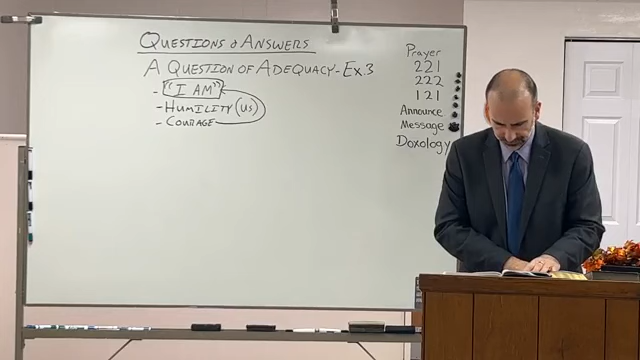 QUESTIONS & ANSWERS
A QUESTION OF ADEQUACY - EX.3
- "I AM"
- HUMILITY (US)
- COURAGE
Prayer
221
222
121
Announce
Message
Doxology